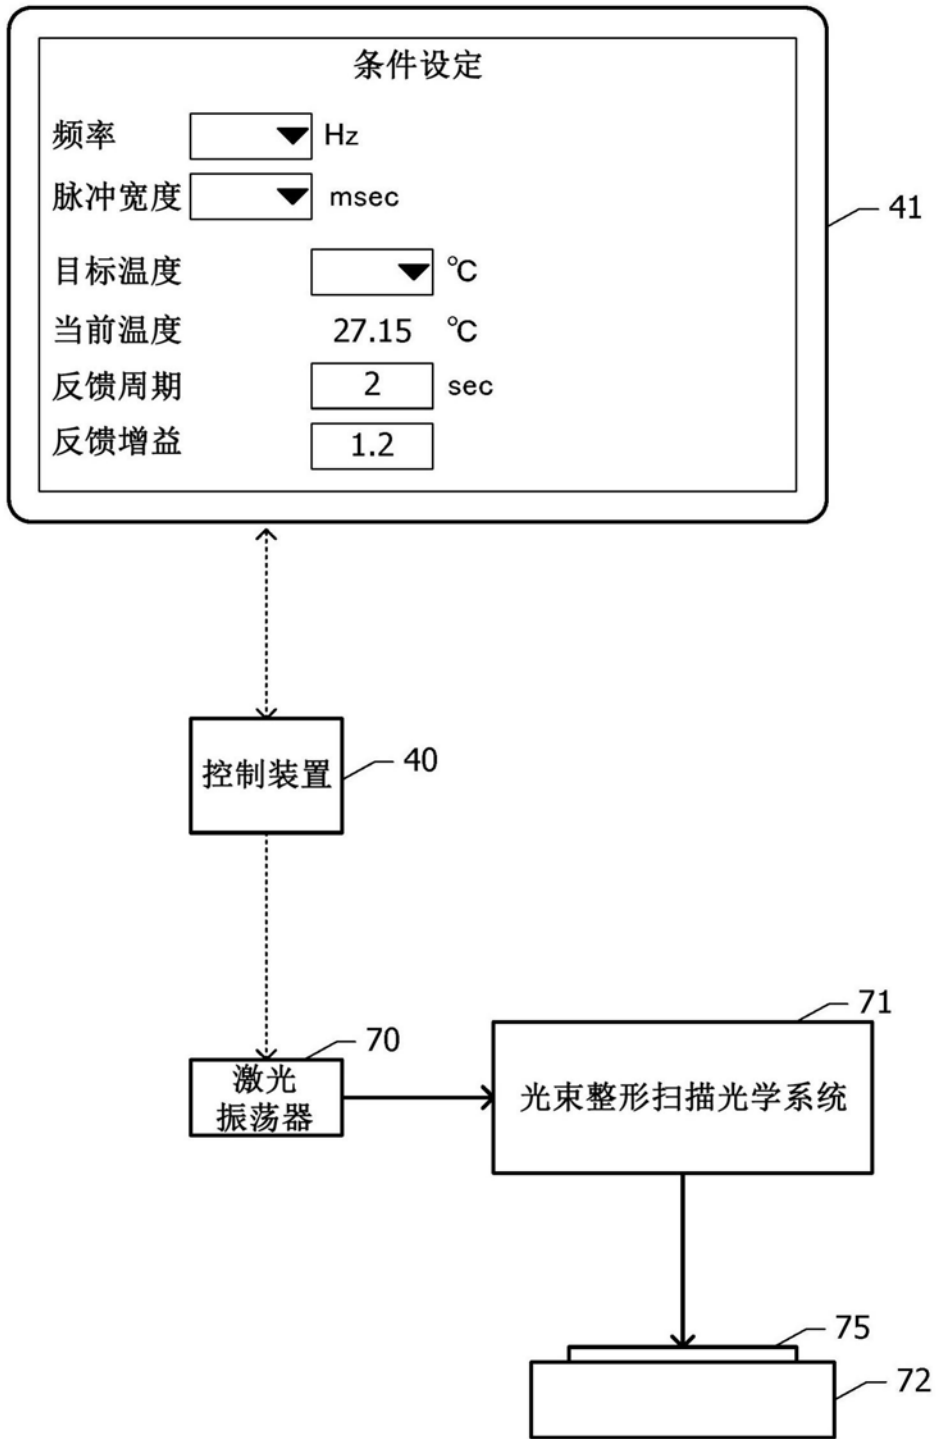 条件设定
频率 Hz
脉冲宽度 msec
41
目标温度 ℃
当前温度 27.15 ℃
反馈周期 2 sec
反馈增益 1.2
控制装置
40
70
激光
振荡器
71
光束整形扫描光学系统
75
72